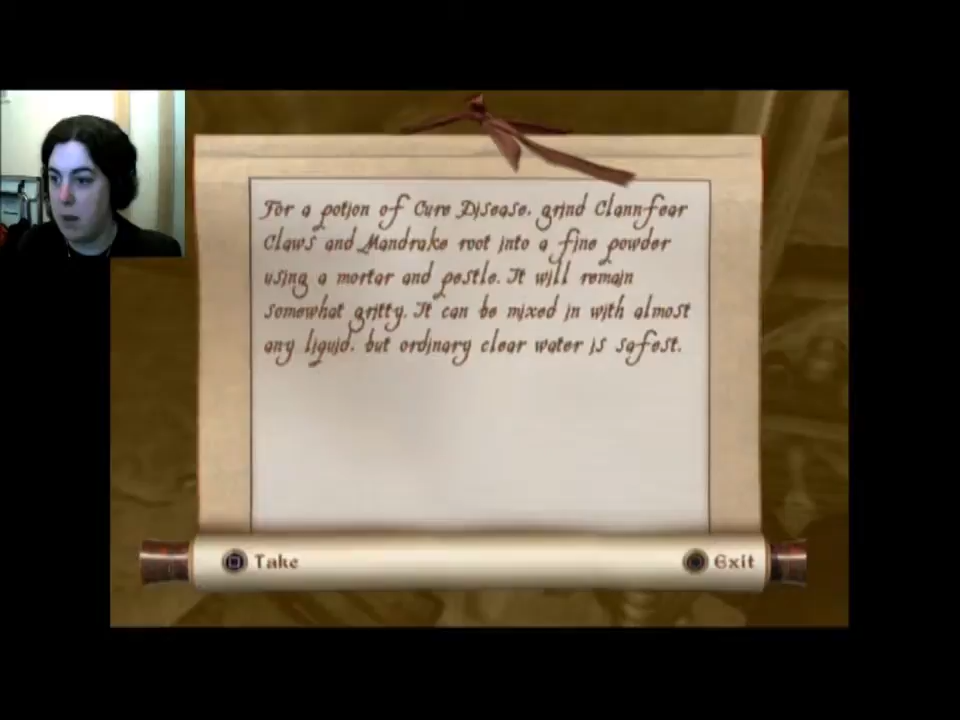 For a potion of Cure Disease, grind Clannfear
Claws and Mandrake root into a fine powder
using a mortar and pestle. It will remain
somewhat gritty. It can be mixed in with almost
any liquid, but ordinary clear water is safest.
Take
Exit